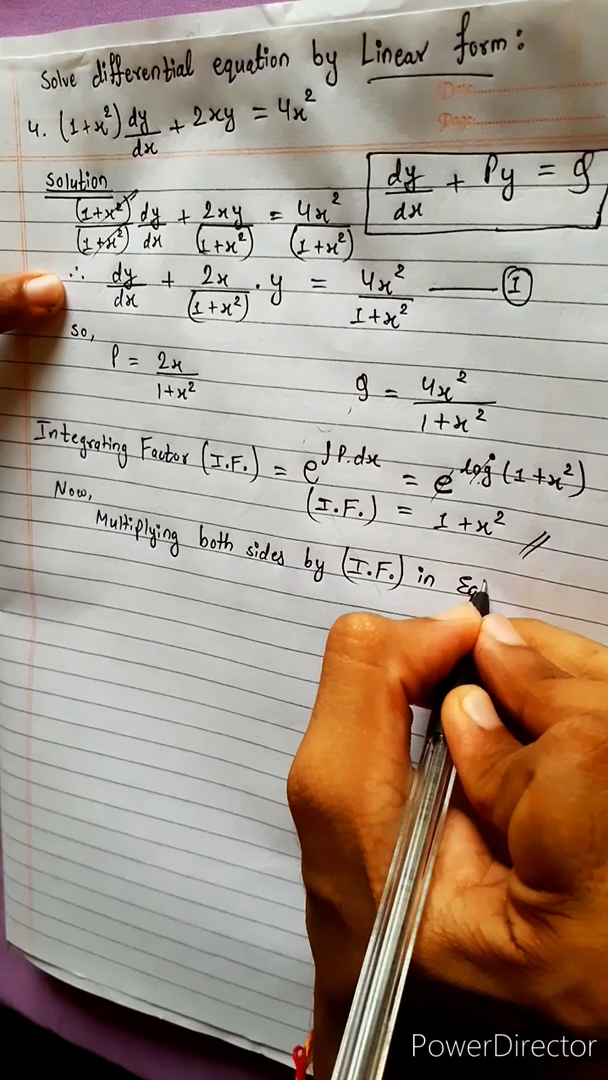 Solve differential equation by Linear form:
Date:
Page:
4. (1+x²) dy/dx + 2xy = 4x²
Solution
dy/dx + Py = Q
(1+x²)/(1+x²) dy/dx + 2xy/(1+x²) = 4x²/(1+x²)
∴ dy/dx + 2x/(1+x²) · y = 4x²/1+x² —— I
so,
P = 2x/1+x² Q = 4x²/1+x²
Integrating Factor (I.F.) = e^∫P.dx = e^log(1+x²)
(I.F.) = 1+x² //
Now,
Multiplying both sides by (I.F.) in
PowerDirector